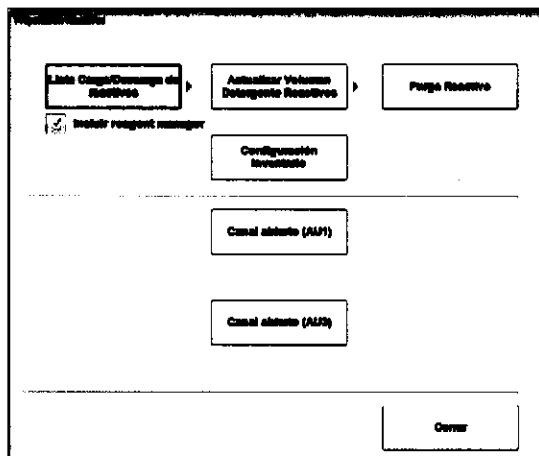 Lista Carga/Descarga de
reactivos
Actualizar Volumen
Detergente Reactivos
Purga Reactivo
Incluir reagent manager
Configuración
Inventario
Canal abierto (AU1)
Canal abierto (AU3)
Cerrar